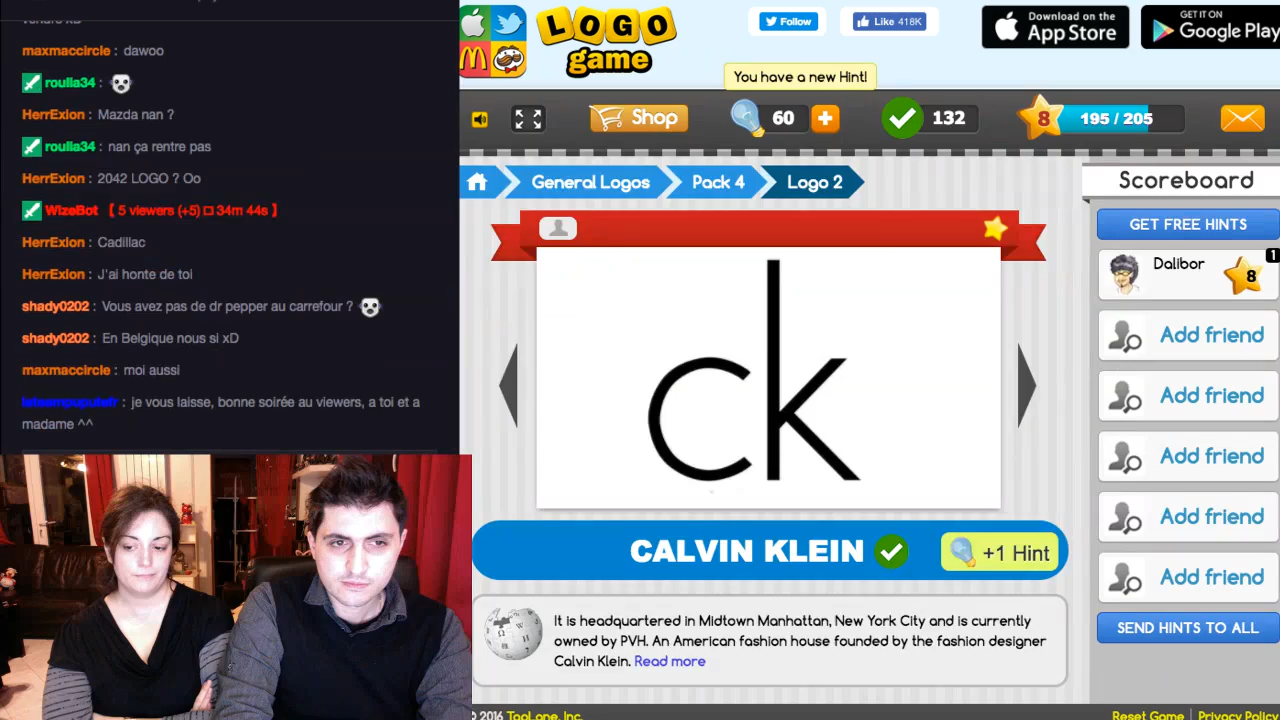 maxmaccircle : dawoo
roulla34 :
HerrExion : Mazda nan ?
roulla34 : nan ça rentre pas
HerrExion : 2042 LOGO ? Oo
WizeBot 【 5 viewers (+5) □ 34m 44s 】
HerrExion : Cadillac
HerrExion : J'ai honte de toi
shady0202 : Vous avez pas de dr pepper au carrefour ?
shady0202 : En Belgique nous si xD
maxmaccircle : moi aussi
je vous laisse, bonne soirée au viewers, a toi et a
madame ^^
LOGO
game
Follow
Like 418K
Download on the
App Store
GET IT ON
Google Play
You have a new Hint!
Shop
60
132
8
195 / 205
General Logos
Pack 4
Logo 2
ck
CALVIN KLEIN
+1 Hint
It is headquartered in Midtown Manhattan, New York City and is currently
owned by PVH. An American fashion house founded by the fashion designer
Calvin Klein. Read more
Scoreboard
GET FREE HINTS
Dalibor
8
1
Add friend
Add friend
Add friend
Add friend
Add friend
SEND HINTS TO ALL
2016 TooLane, Inc.
Reset Game | Privacy Policy